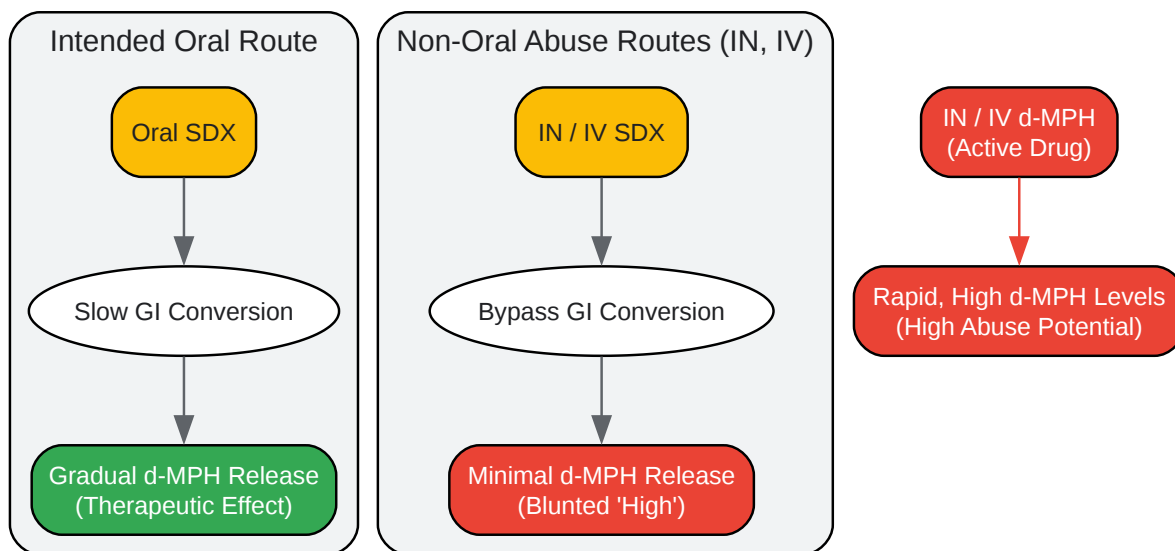 Intended Oral Route
Oral SDX
Slow GI Conversion
Gradual d-MPH Release
(Therapeutic Effect)
Non-Oral Abuse Routes (IN, IV)
IN / IV SDX
Bypass GI Conversion
Minimal d-MPH Release
(Blunted 'High')
IN / IV d-MPH
(Active Drug)
Rapid, High d-MPH Levels
(High Abuse Potential)